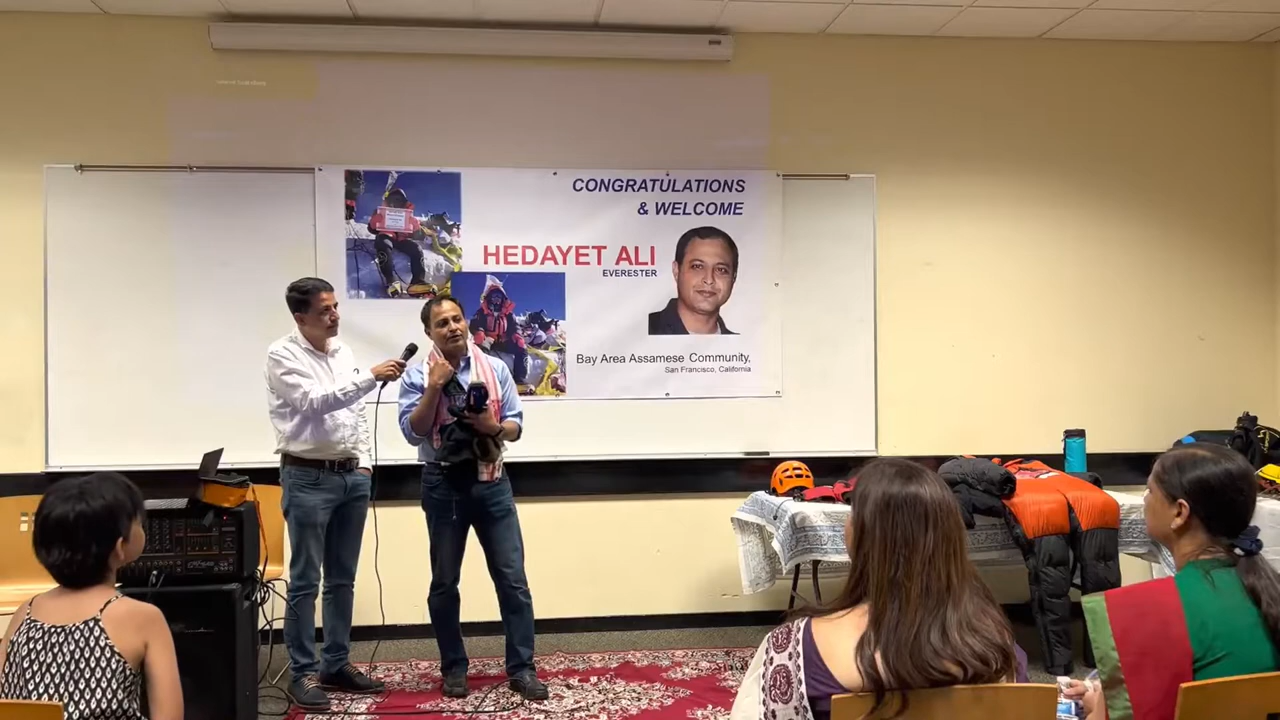 CONGRATULATIONS
& WELCOME
HEDAYET ALI
EVERESTER
Bay Area Assamese Community,
San Francisco, California